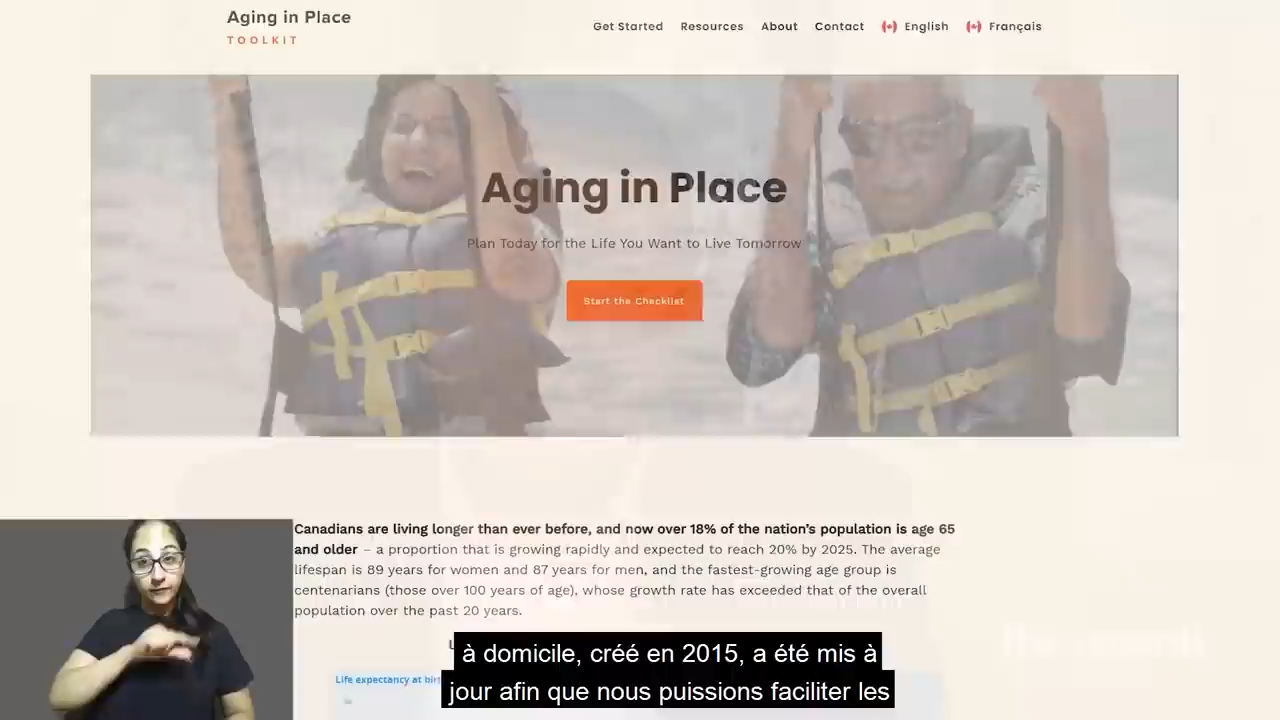 Aging in Place
TOOLKIT
Get Started Resources About Contact English Français
Aging in Place
Plan Today for the Life You Want to Live Tomorrow
Start the Checklist
Canadians are living longer than ever before, and now over 18% of the nation's population is age 65
and older – a proportion that is growing rapidly and expected to reach 20% by 2025. The average
lifespan is 89 years for women and 87 years for men, and the fastest-growing age group is
centenarians (those over 100 years of age), whose growth rate has exceeded that of the overall
population over the past 20 years.
Life expectancy at
à domicile, créé en 2015, a été mis à
jour afin que nous puissions faciliter les